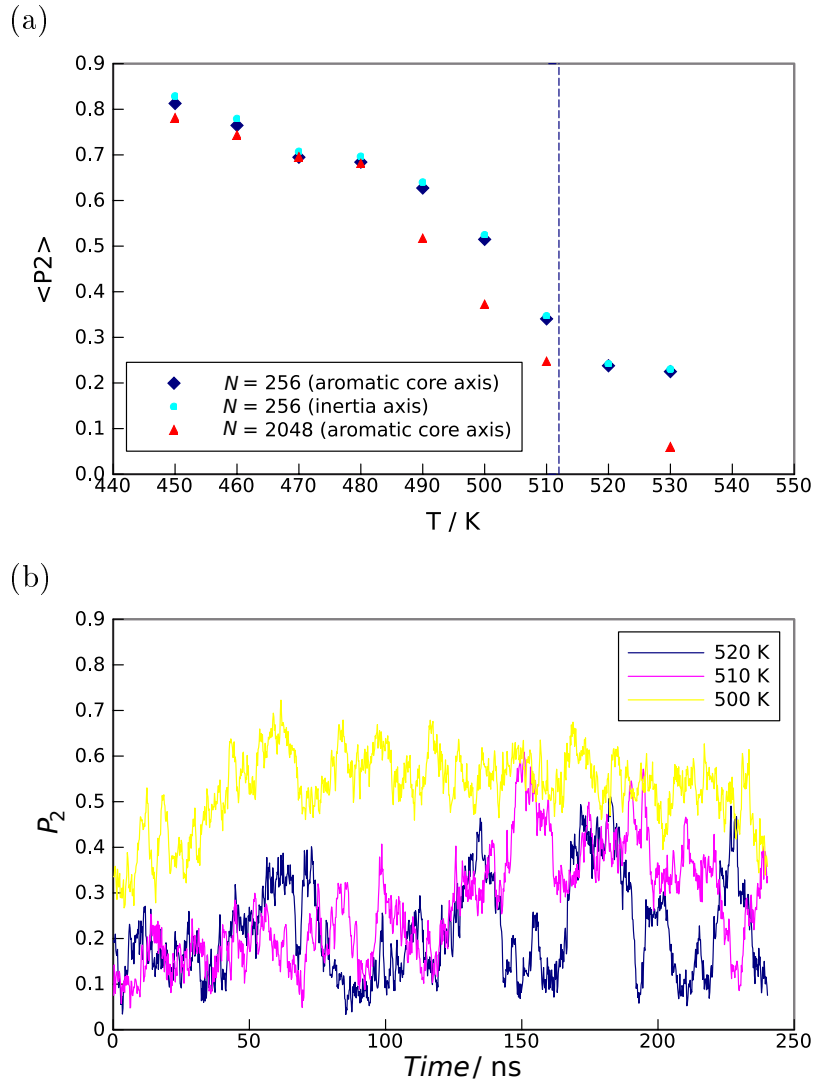 (a)
0.9
0.8
0.7
0.6
0.5
0.4
0.3
0.2
0.1
0.0
<P2>
N = 256 (aromatic core axis)
N = 256 (inertia axis)
N = 2048 (aromatic core axis)
440 450 460 470 480 490 500 510 520 530 540 550
T / K
(b)
0.9
0.8
0.7
0.6
0.5
0.4
0.3
0.2
0.1
0
P2
520 K
510 K
500 K
0 50 100 150 200 250
Time/ ns